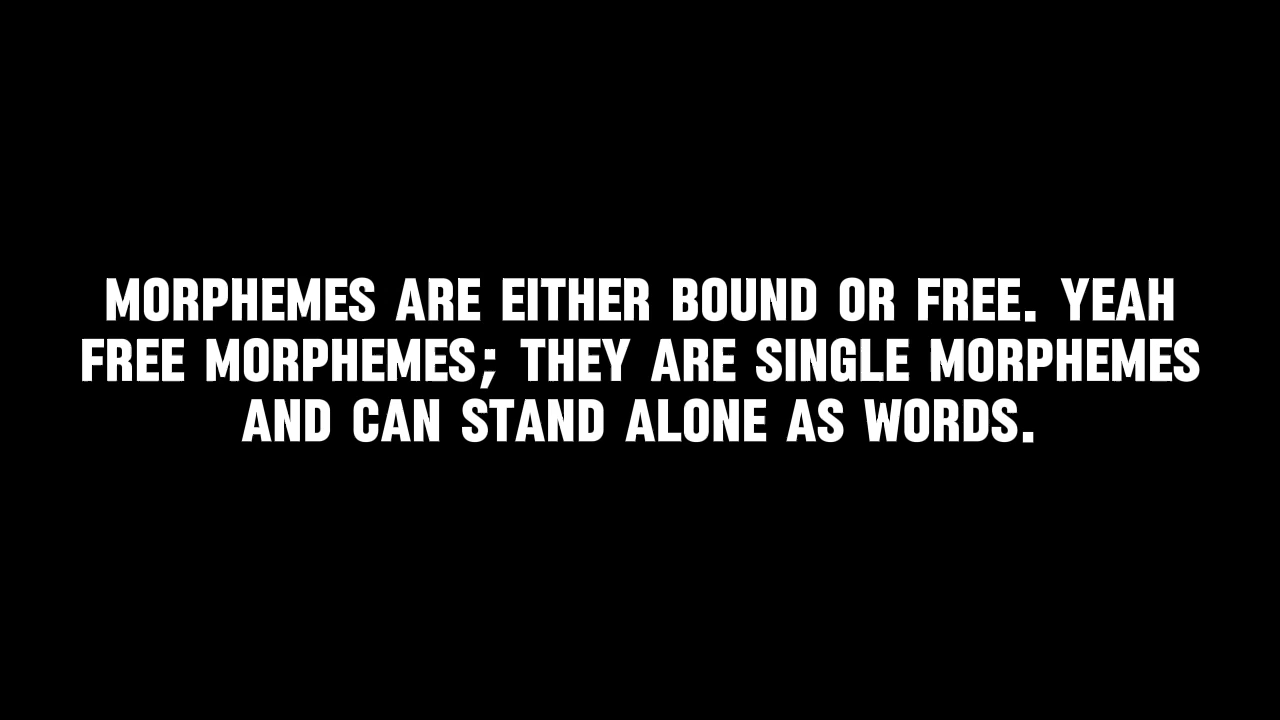 MORPHEMES ARE EITHER BOUND OR FREE. YEAH
FREE MORPHEMES; THEY ARE SINGLE MORPHEMES
AND CAN STAND ALONE AS WORDS.